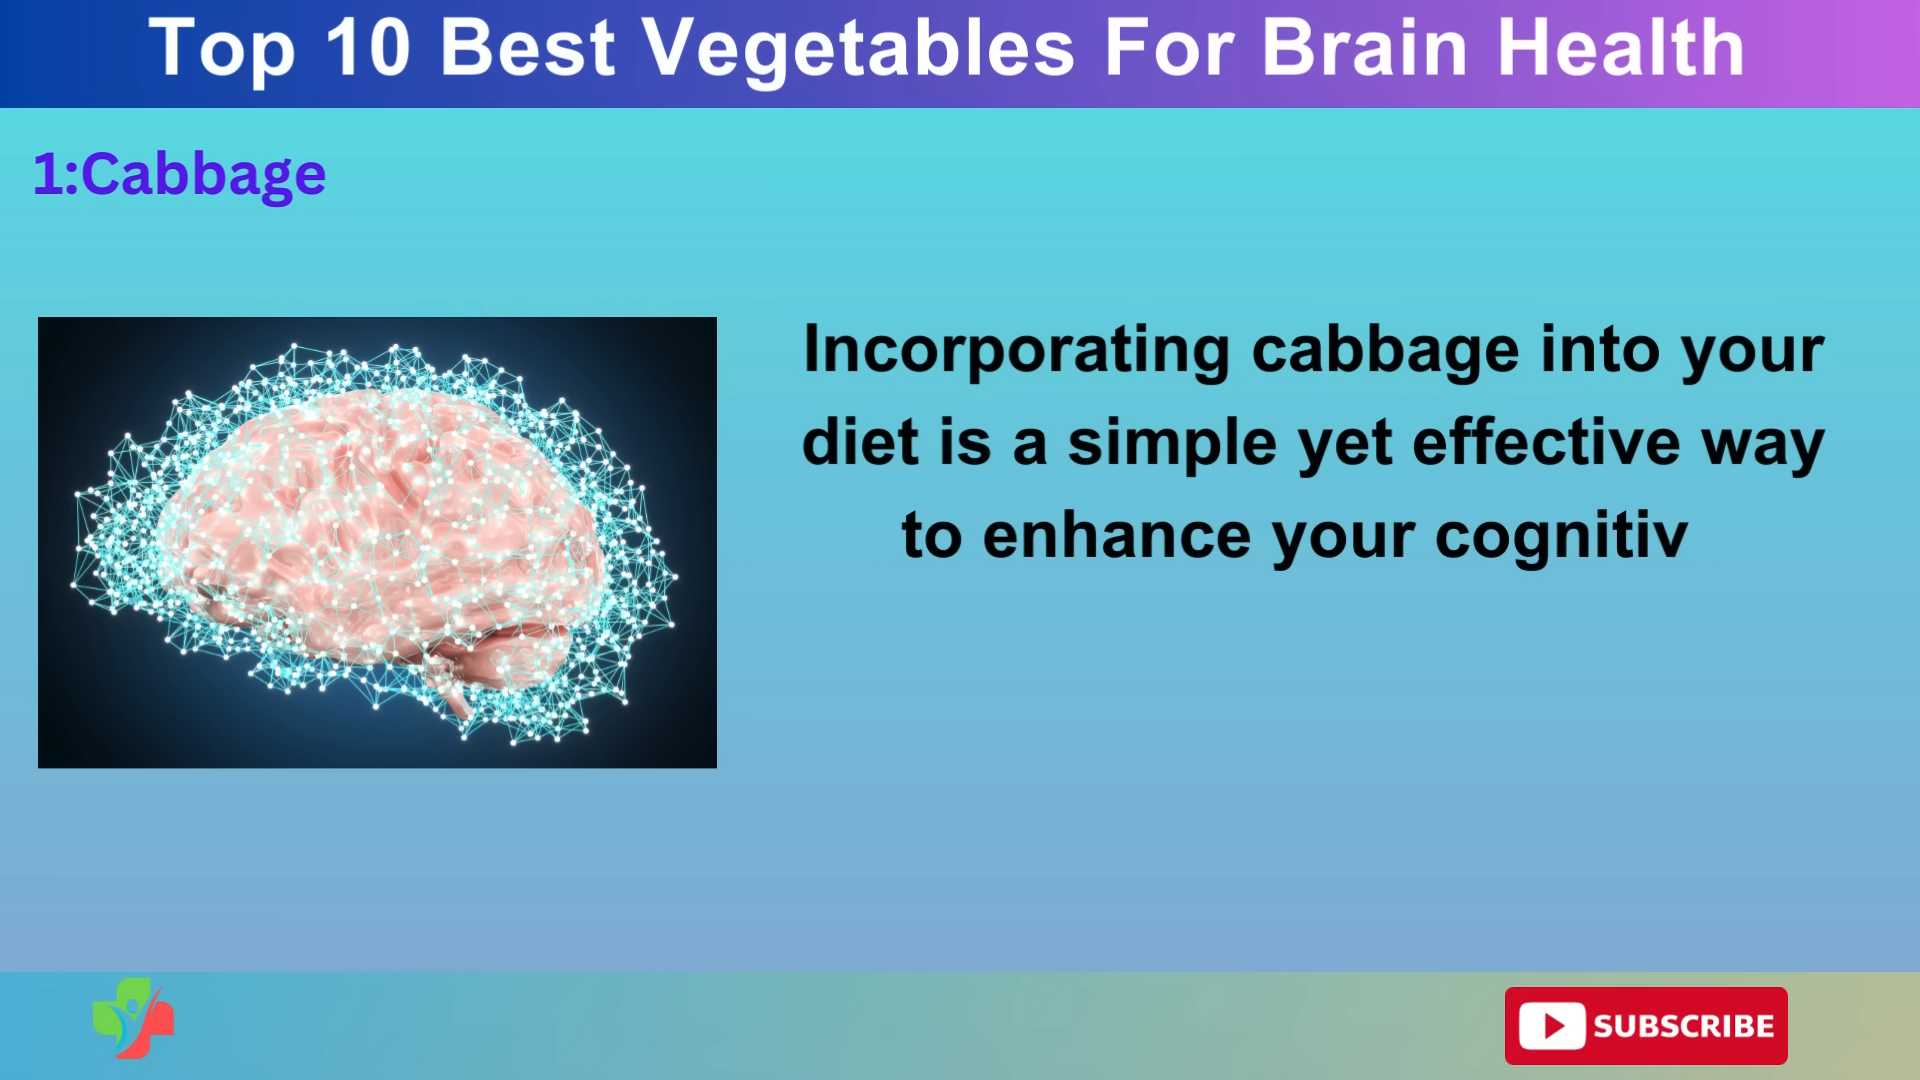 Top 10 Best Vegetables For Brain Health
1:Cabbage
Incorporating cabbage into your
diet is a simple yet effective way
to enhance your cognitiv
SUBSCRIBE